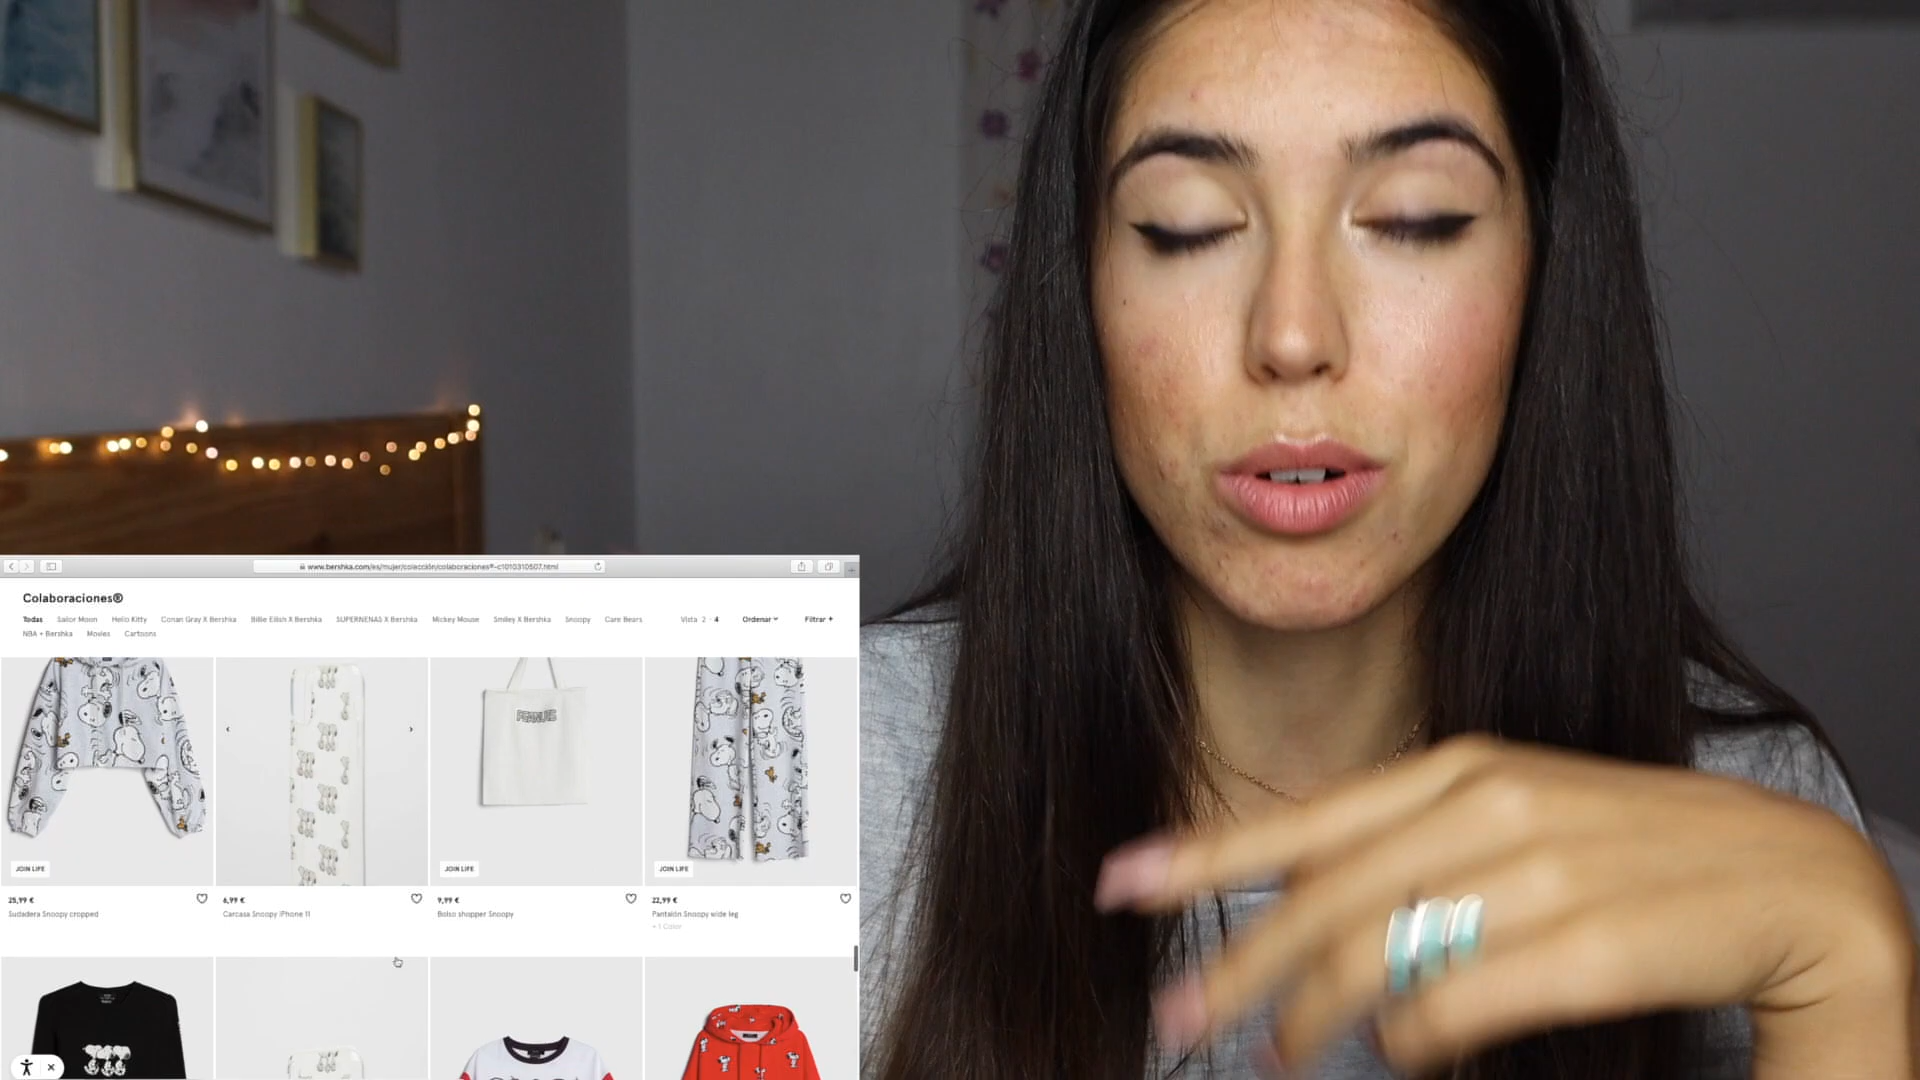 www.bershka.com/es/mujer/colección/colaboraciones®-c1010310507.html
Colaboraciones®
Todas Sailor Moon Hello Kitty Conan Gray X Bershka Billie Eilish X Bershka SUPERNENAS X Bershka Mickey Mouse Smiley X Bershka Snoopy Care Bears Vista 2 4 Ordenar Filtrar +
NBA + Bershka Movies Cartoons
PEANUTS
JOIN LIFE JOIN LIFE JOIN LIFE
25,99 € 6,99 € 9,99 € 22,99 €
Sudadera Snoopy cropped Carcasa Snoopy iPhone 11 Bolso shopper Snoopy Pantalón Snoopy wide leg
+ 1 Color